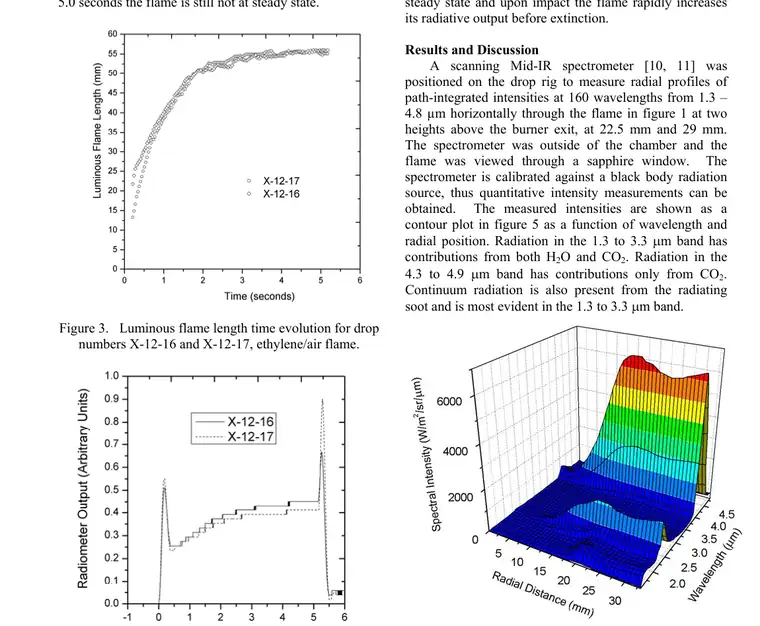 5.0 seconds the flame is still not at steady state.
60
55
50
45
40
35
30
25
20
15
10
5
0
Luminous Flame Length (mm)
X-12-17
X-12-16
0 1 2 3 4 5 6
Time (seconds)
Figure 3. Luminous flame length time evolution for drop
numbers X-12-16 and X-12-17, ethylene/air flame.
1.0
0.9
0.8
0.7
0.6
0.5
0.4
0.3
0.2
0.1
0.0
Radiometer Output (Arbitrary Units)
X-12-16
X-12-17
-1 0 1 2 3 4 5 6
steady state and upon impact the flame rapidly increases
its radiative output before extinction.
Results and Discussion
A scanning Mid-IR spectrometer [10, 11] was
positioned on the drop rig to measure radial profiles of
path-integrated intensities at 160 wavelengths from 1.3 –
4.8 µm horizontally through the flame in figure 1 at two
heights above the burner exit, at 22.5 mm and 29 mm.
The spectrometer was outside of the chamber and the
flame was viewed through a sapphire window. The
spectrometer is calibrated against a black body radiation
source, thus quantitative intensity measurements can be
obtained. The measured intensities are shown as a
contour plot in figure 5 as a function of wavelength and
radial position. Radiation in the 1.3 to 3.3 µm band has
contributions from both H₂O and CO₂. Radiation in the
4.3 to 4.9 µm band has contributions only from CO₂.
Continuum radiation is also present from the radiating
soot and is most evident in the 1.3 to 3.3 µm band.
6000
4000
2000
0
Spectral Intensity (W/m²/sr/µm)
5 10 15 20 25 30
Radial Distance (mm)
4.5
4.0
3.5
3.0
2.5
2.0
Wavelength (µm)